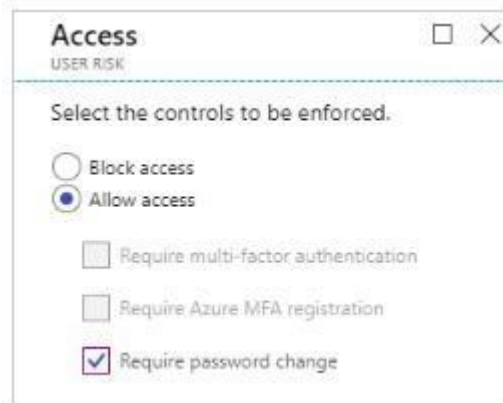 Access
USER RISK
Select the controls to be enforced.
Block access
Allow access
Require multi-factor authentication
Require Azure MFA registration
Require password change